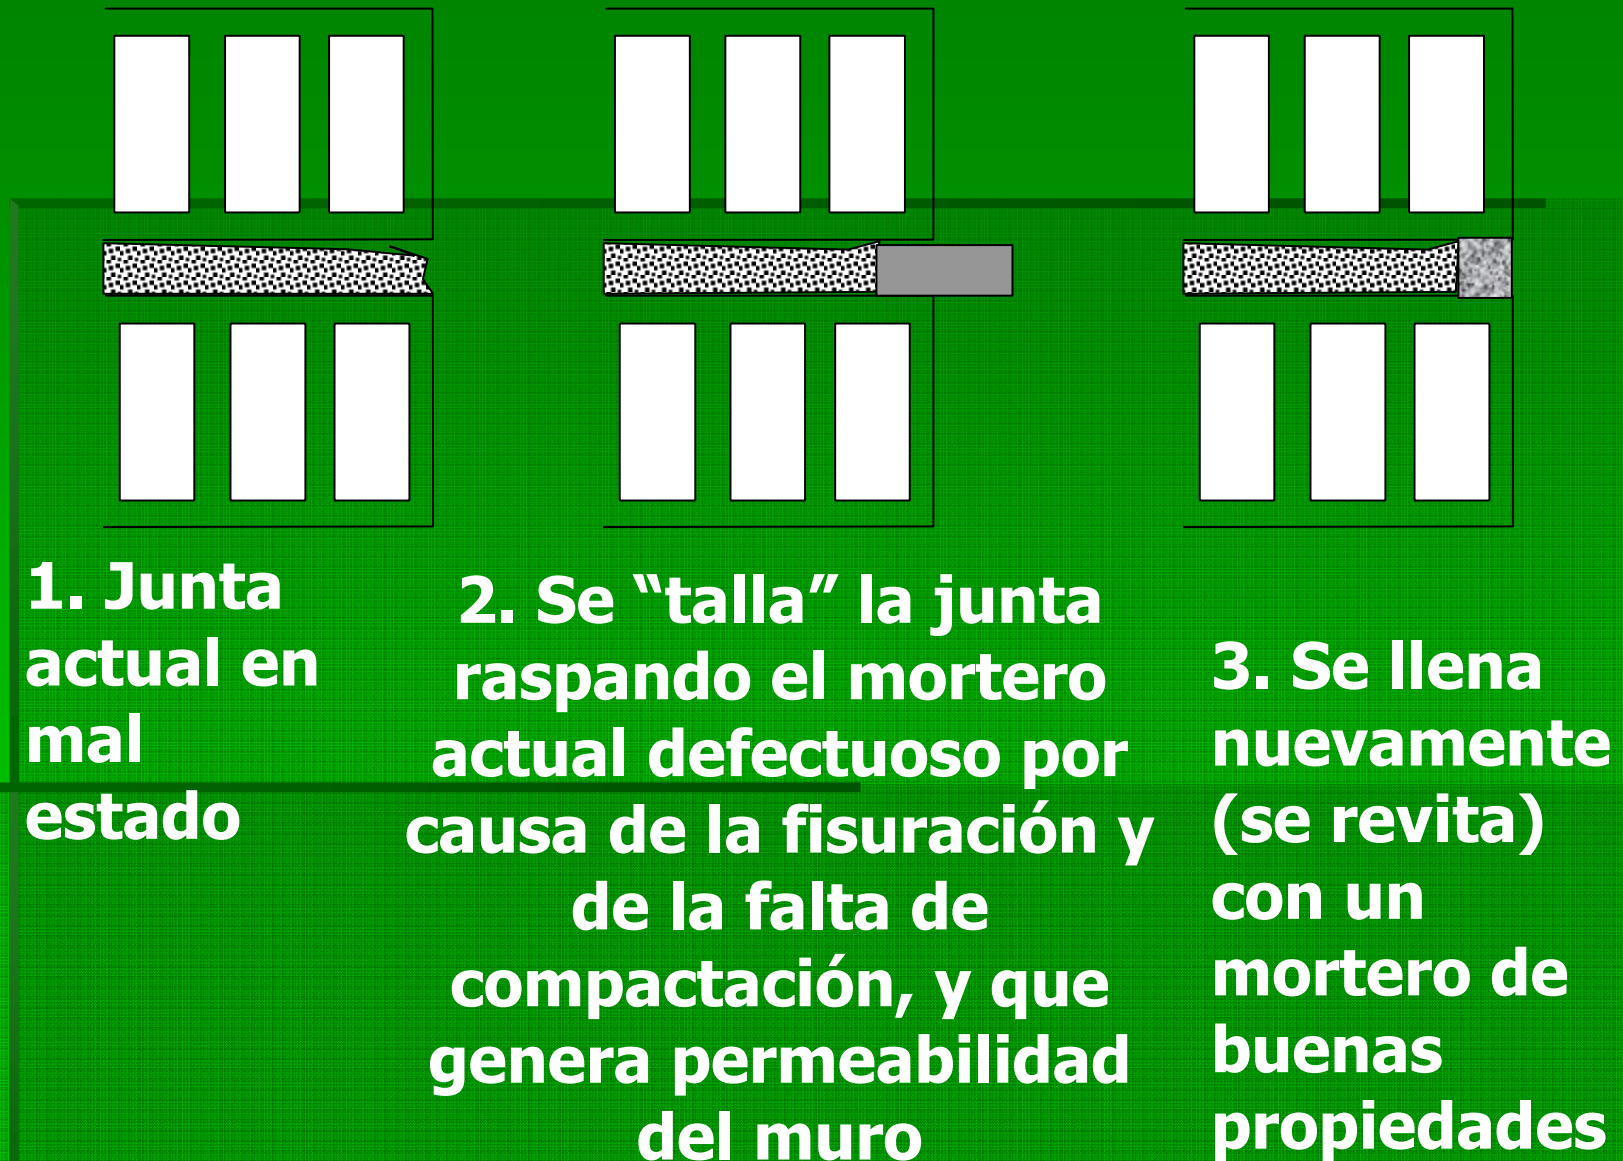 1. Junta
actual en
mal
estado
2. Se “talla” la junta
raspando el mortero
actual defectuoso por
causa de la fisuración y
de la falta de
compactación, y que
genera permeabilidad
del muro
3. Se llena
nuevamente
(se revita)
con un
mortero de
buenas
propiedades